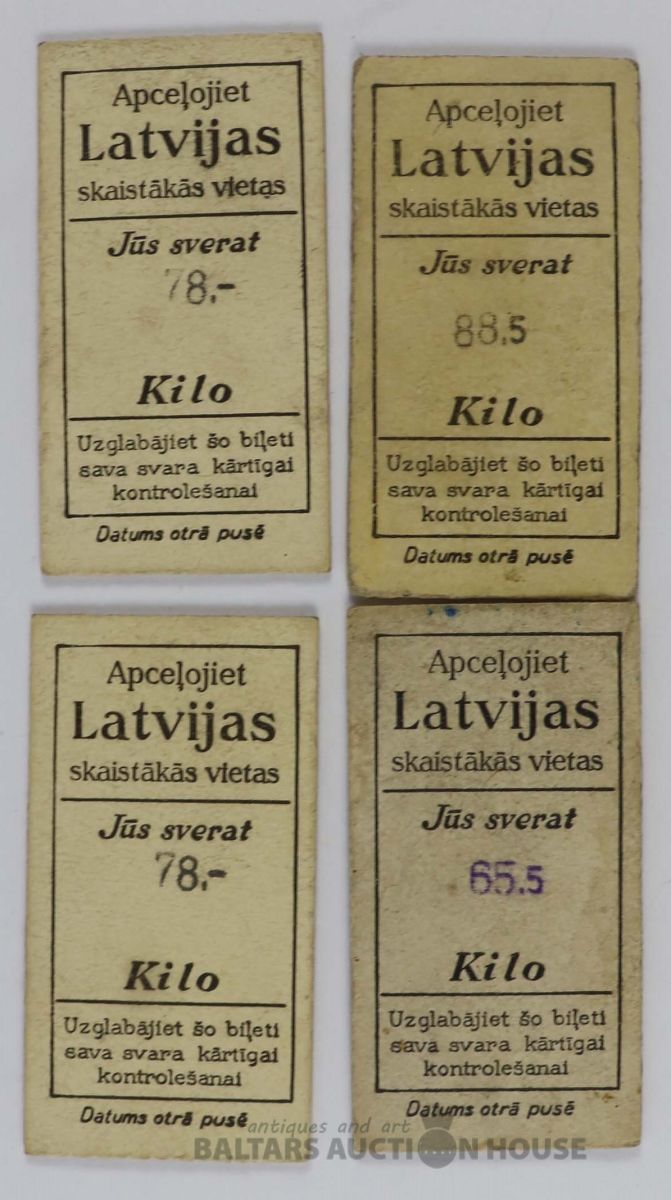 Apceļojiet
Latvijas
skaistākās vietas
Jūs sverat
78.-
Kilo
Uzglabājiet šo biļeti
sava svara kārtīgai
kontrolešanai
Datums otrā pusē
Apceļojiet
Latvijas
skaistākās vietas
Jūs sverat
88.5
Kilo
Uzglabājiet šo biļeti
sava svara kārtīgai
kontrolešanai
Datums otrā pusē
Apceļojiet
Latvijas
skaistākās vietas
Jūs sverat
78.-
Kilo
Uzglabājiet šo biļeti
sava svara kārtīgai
kontrolešanai
Datums otrā pusē
Apceļojiet
Latvijas
skaistākās vietas
Jūs sverat
65.5
Kilo
Uzglabājiet šo biļeti
sava svara kārtīgai
kontrolešanai
Datums otrā pusē
antiques and art
BALTARS AUCTION HOUSE